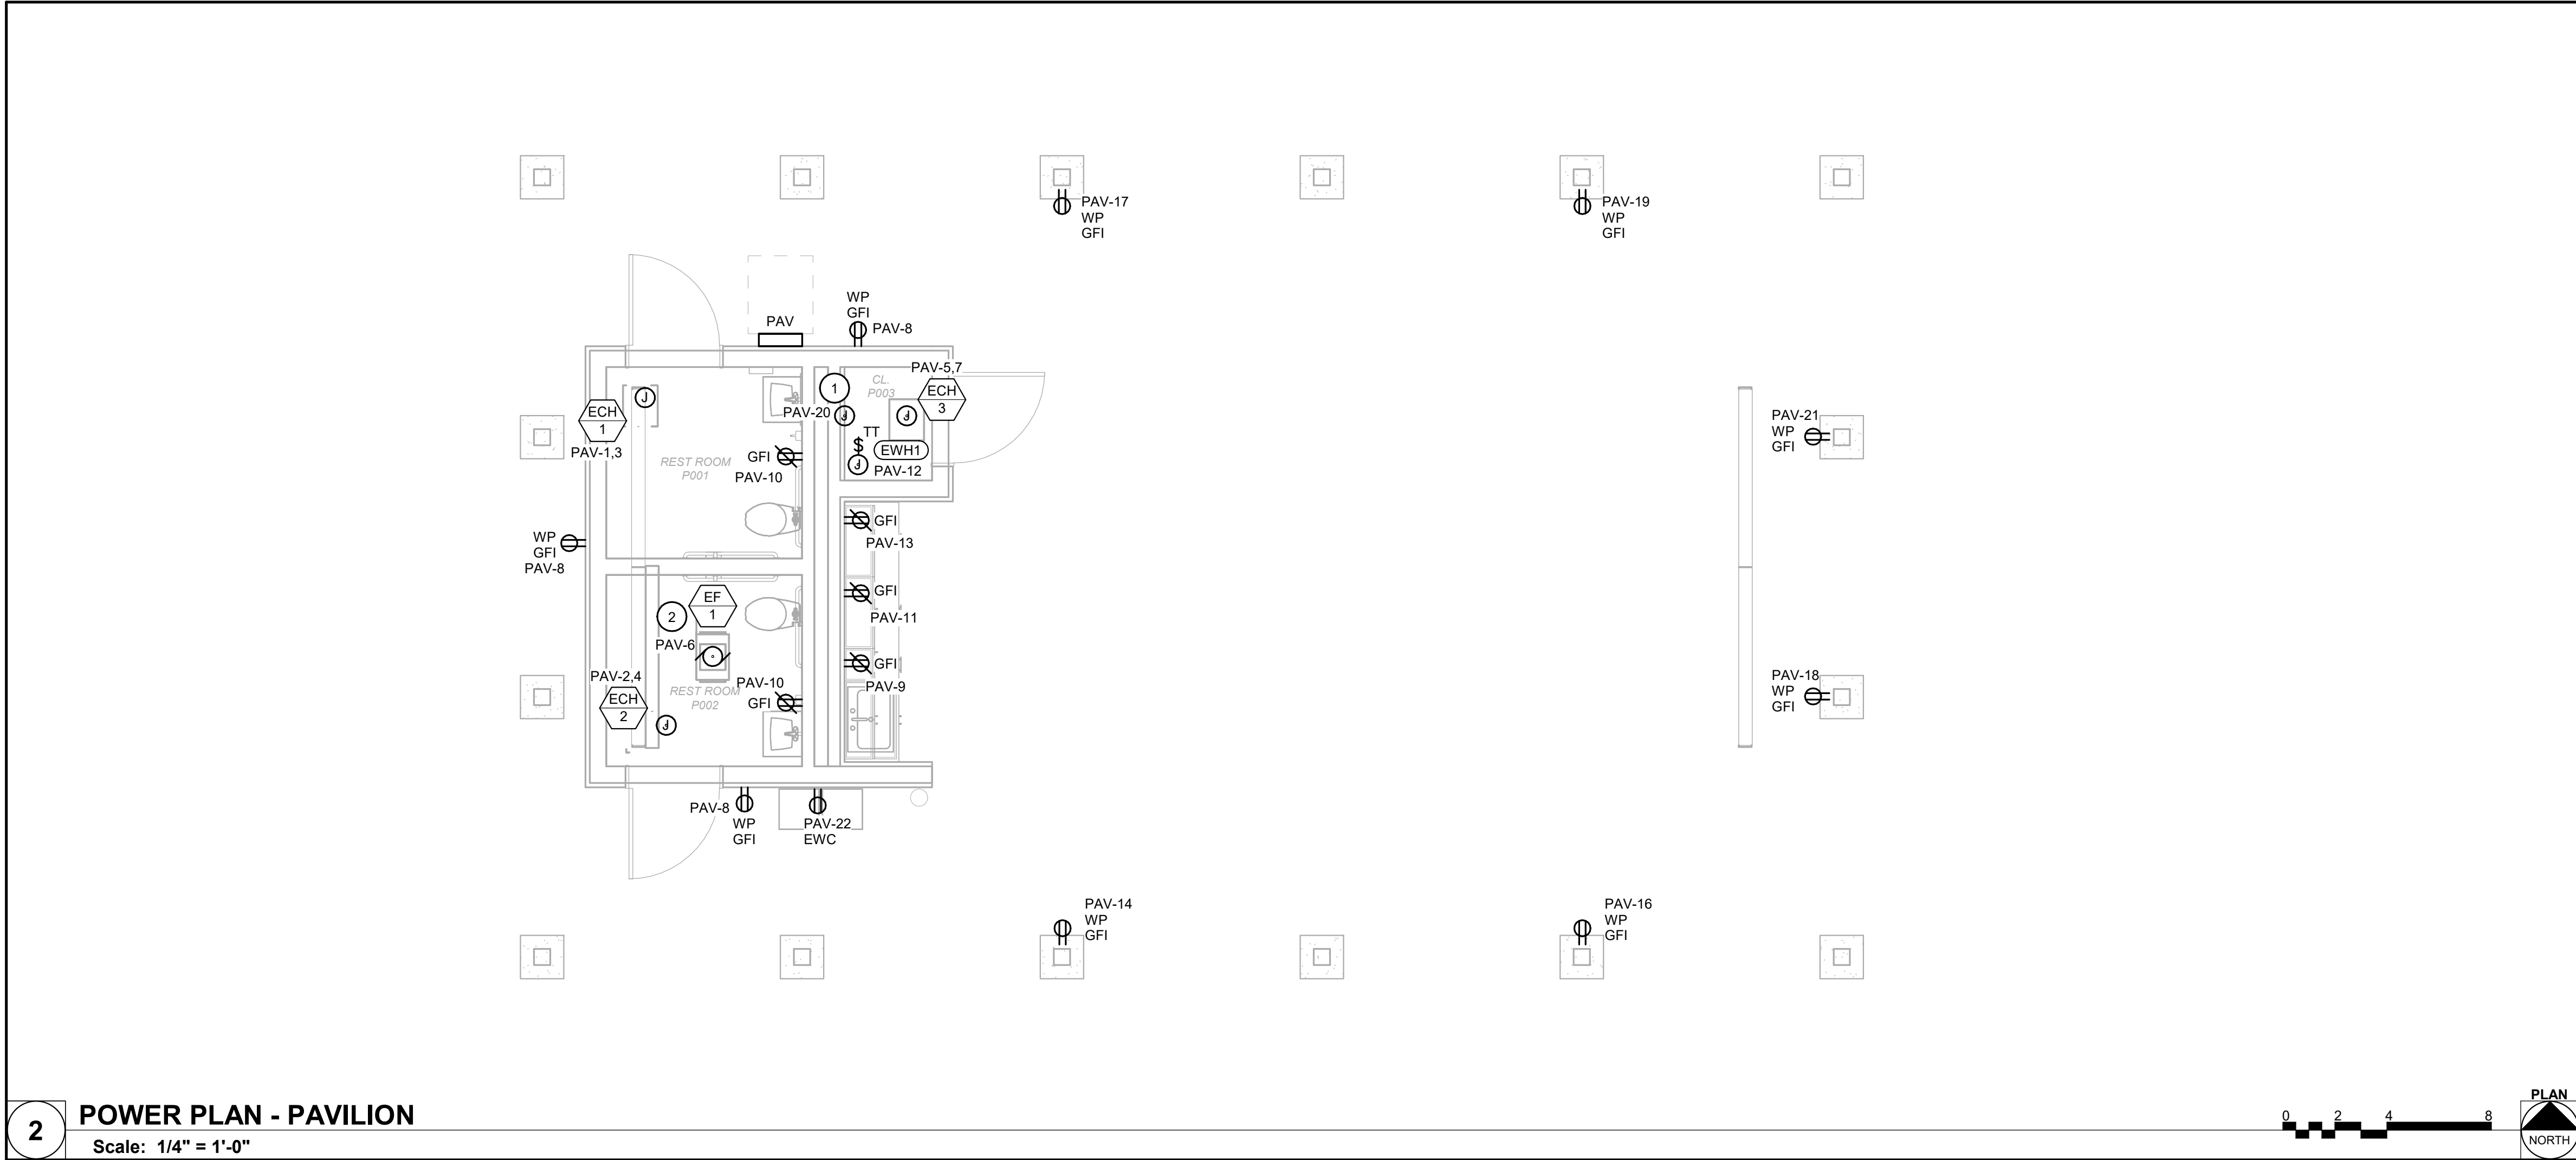 PAV-17
WP
GFI
PAV-19
WP
GFI
WP
GFI
PAV-8
PAV
PAV-5,7
ECH
3
CL.
P003
1
J
ECH
1
PAV-1,3
PAV-20
J
J
TT
$
EWH1
J
PAV-12
REST ROOM
P001
GFI
PAV-10
PAV-21
WP
GFI
WP
GFI
PAV-8
GFI
PAV-13
GFI
PAV-11
GFI
PAV-9
EF
1
2
PAV-6
PAV-2,4
ECH
2
J
REST ROOM
P002
PAV-10
GFI
PAV-18
WP
GFI
PAV-8
WP
GFI
PAV-22
EWC
PAV-14
WP
GFI
PAV-16
WP
GFI
2
POWER PLAN - PAVILION
Scale: 1/4" = 1'-0"
0 2 4 8
PLAN
NORTH